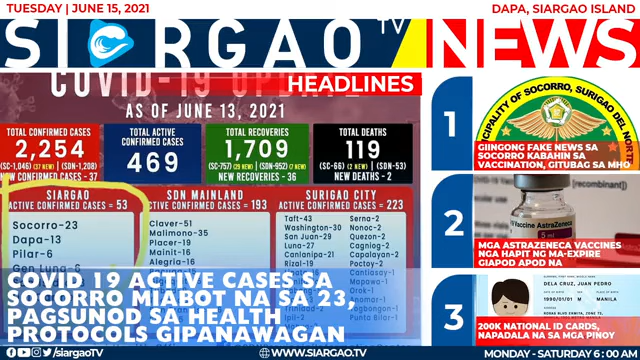 TUESDAY | JUNE 15, 2021
DAPA, SIARGAO ISLAND
SIARGAO TV
NEWS
HEADLINES
AS OF JUNE 13, 2021
TOTAL CONFIRMED CASES
2,254
(SC-1,046) (37 NEW) | (SDN-1,208)
NEW CONFIRMED CASES - 37
TOTAL ACTIVE
CONFIRMED CASES
469
TOTAL RECOVERIES
1,709
(SC-757) (29 NEW) (SDN-952) (7 NEW)
NEW RECOVERIES - 36
TOTAL DEATHS
119
(SC-66) (2 NEW) (SDN-53)
NEW DEATHS - 2
SIARGAO
ACTIVE CONFIRMED CASES = 53
Socorro-23
Dapa-13
Pilar-6
Gen Luna-6
SDN MAINLAND
ACTIVE CONFIRMED CASES = 193
Claver-51
Malimono-35
Placer-19
Mainit-16
Alegria-16
SURIGAO CITY
ACTIVE CONFIRMED CASES = 223
Taft-43
Washington-30
San Juan-29
Luna-27
Canlanipa-21
Rizal-19
Serna-2
Nonoc-2
Quezon-2
Cagniog-2
Capalayan-2
Poctoy-2
Cantiasay-1
Mapawa-1
Anomar-1
Bonifacio-1
Punta Bilar-1
COVID 19 ACTIVE CASES SA
SOCORRO MIABOT NA SA 23,
PAGSUNOD SA HEALTH
PROTOCOLS GIPANAWAGAN
1
CIPALITY OF SOCORRO, SURIGAO DEL NORT
GIINGONG FAKE NEWS SA
SOCORRO KABAHIN SA
VACCINATION, GITUBAG SA MHO
2
(recombinant)]
AstraZeneca
5 ml
MGA ASTRAZENECA VACCINES
NGA HAPIT NG MA-EXPIRE
GIAPOD APOD NA
3
DELA CRUZ, JUAN PEDRO
1990/01/01 M MANILA
200K NATIONAL ID CARDS,
NAPADALA NA SA MGA PINOY
/siargaoTV
WWW.SIARGAO.TV
MONDAY - SATURDAY 6:00 AM